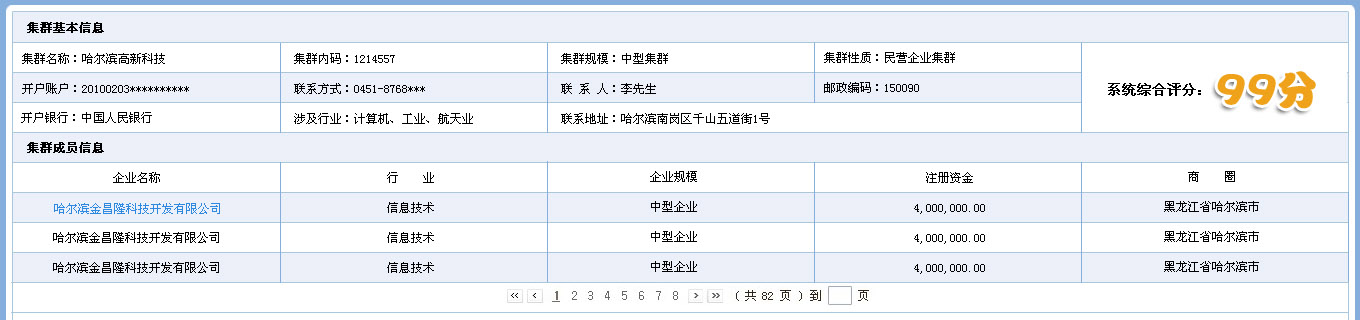 集群基本信息
集群名称：哈尔滨高新科技 集群内码：1214557 集群规模：中型集群 集群性质：民营企业集群
开户账户：20100203********** 联系方式：0451-8768*** 联 系 人：李先生 邮政编码：150090
系统综合评分：99分
开户银行：中国人民银行 涉及行业：计算机、工业、航天业 联系地址：哈尔滨南岗区千山五道街1号
集群成员信息
企业名称 行 业 企业规模 注册资金 商 圈
哈尔滨金昌隆科技开发有限公司 信息技术 中型企业 4,000,000.00 黑龙江省哈尔滨市
哈尔滨金昌隆科技开发有限公司 信息技术 中型企业 4,000,000.00 黑龙江省哈尔滨市
哈尔滨金昌隆科技开发有限公司 信息技术 中型企业 4,000,000.00 黑龙江省哈尔滨市
1 2 3 4 5 6 7 8 （共 82 页）到 页